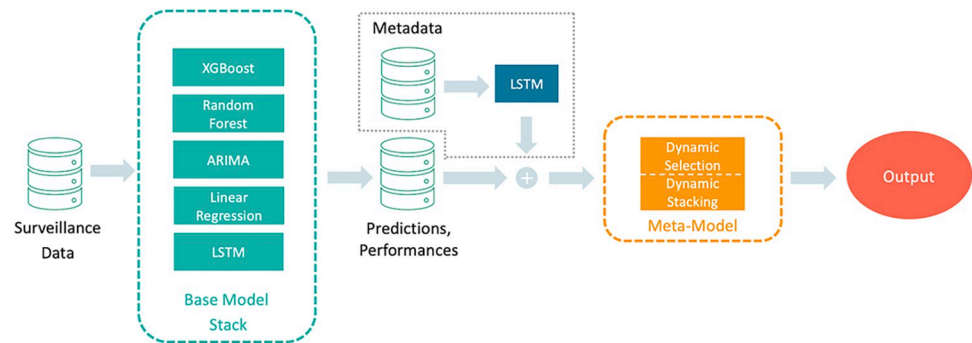 Surveillance
Data
XGBoost
Random
Forest
ARIMA
Linear
Regression
LSTM
Base Model
Stack
Metadata
LSTM
Predictions,
Performances
Dynamic
Selection
Dynamic
Stacking
Meta-Model
Output